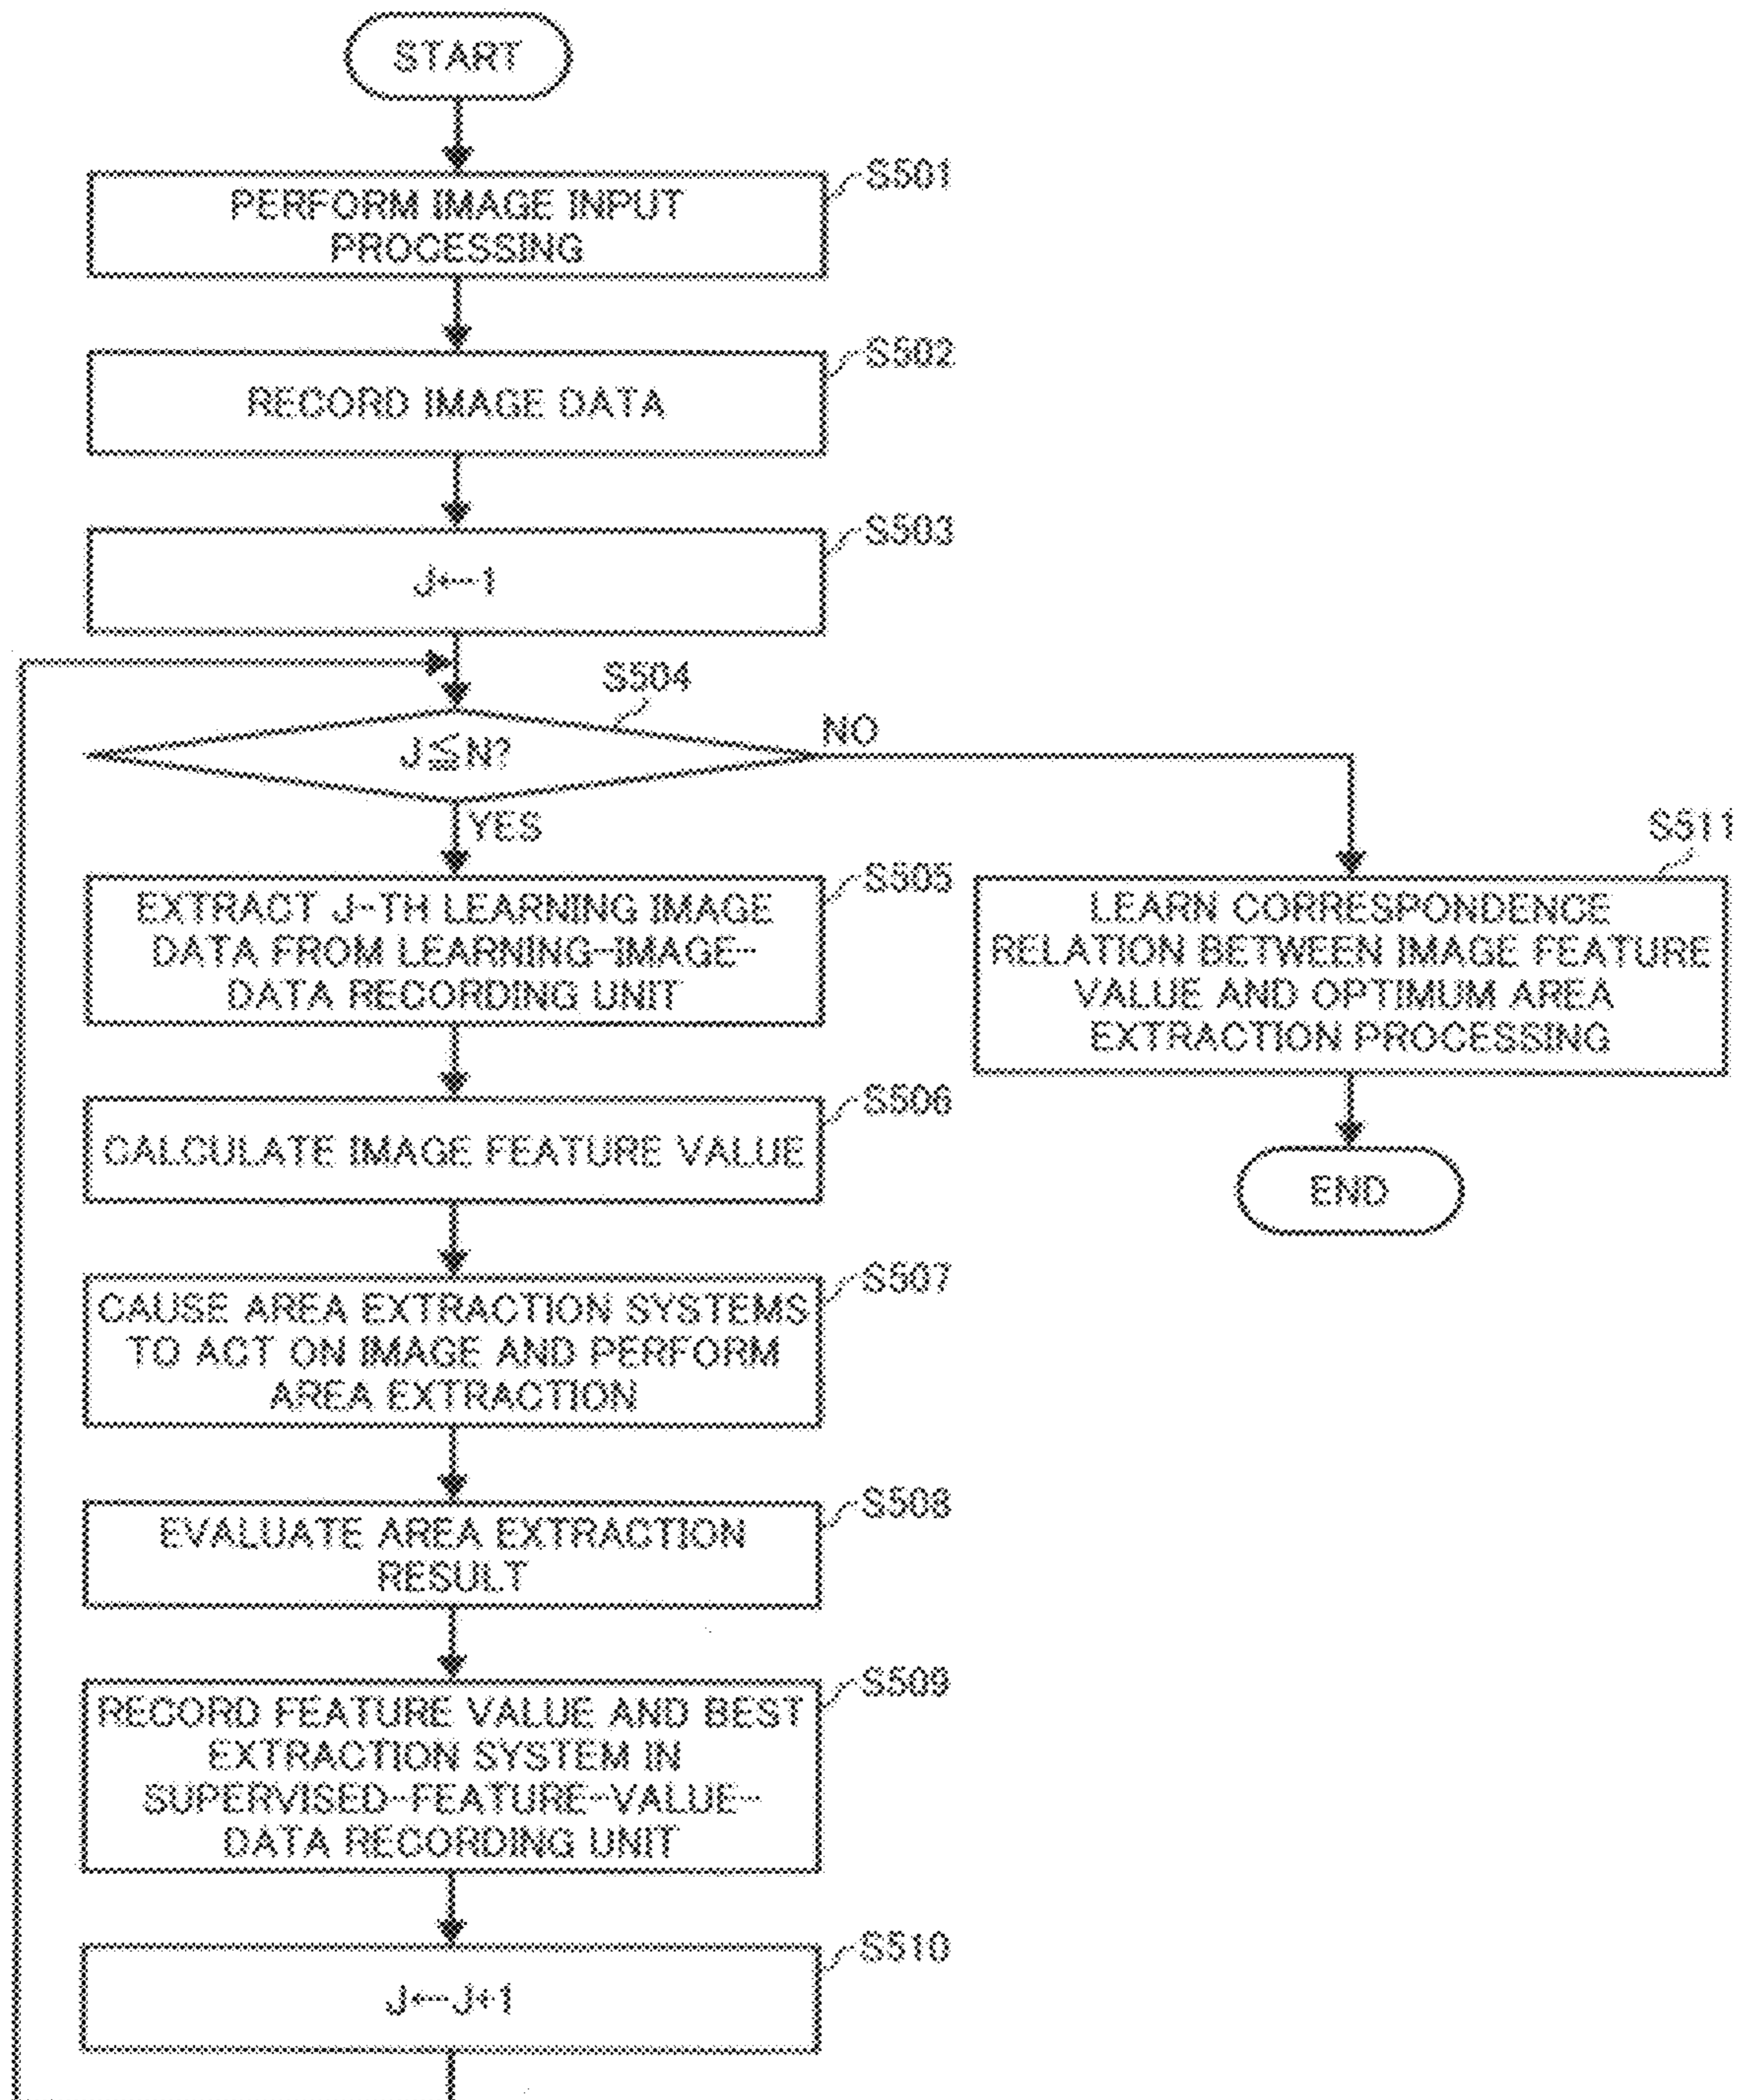 START
S501
PERFORM IMAGE INPUT
PROCESSING
S502
RECORD IMAGE DATA
S503
J←1
S504
J≦N?
NO
YES
S505
EXTRACT J-TH LEARNING IMAGE
DATA FROM LEARNING-IMAGE-
DATA RECORDING UNIT
S506
CALCULATE IMAGE FEATURE VALUE
S507
CAUSE AREA EXTRACTION SYSTEMS
TO ACT ON IMAGE AND PERFORM
AREA EXTRACTION
S508
EVALUATE AREA EXTRACTION
RESULT
S509
RECORD FEATURE VALUE AND BEST
EXTRACTION SYSTEM IN
SUPERVISED-FEATURE-VALUE-
DATA RECORDING UNIT
S510
J←J+1
S511
LEARN CORRESPONDENCE
RELATION BETWEEN IMAGE FEATURE
VALUE AND OPTIMUM AREA
EXTRACTION PROCESSING
END